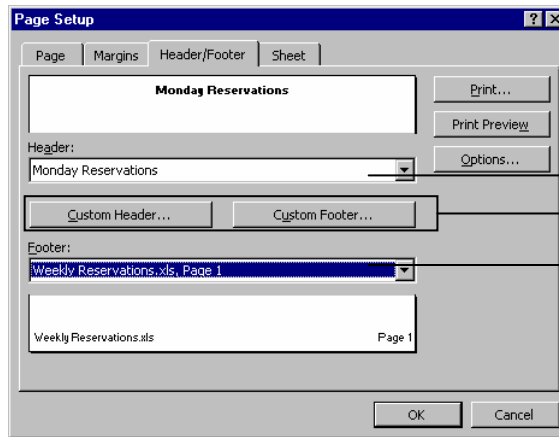 Page Setup
Page Margins Header/Footer Sheet
Monday Reservations
Print...
Print Preview
Options...
Header:
Monday Reservations
Custom Header... Custom Footer...
Footer:
Weekly Reservations.xls, Page 1
Weekly Reservations.xls Page 1
OK Cancel